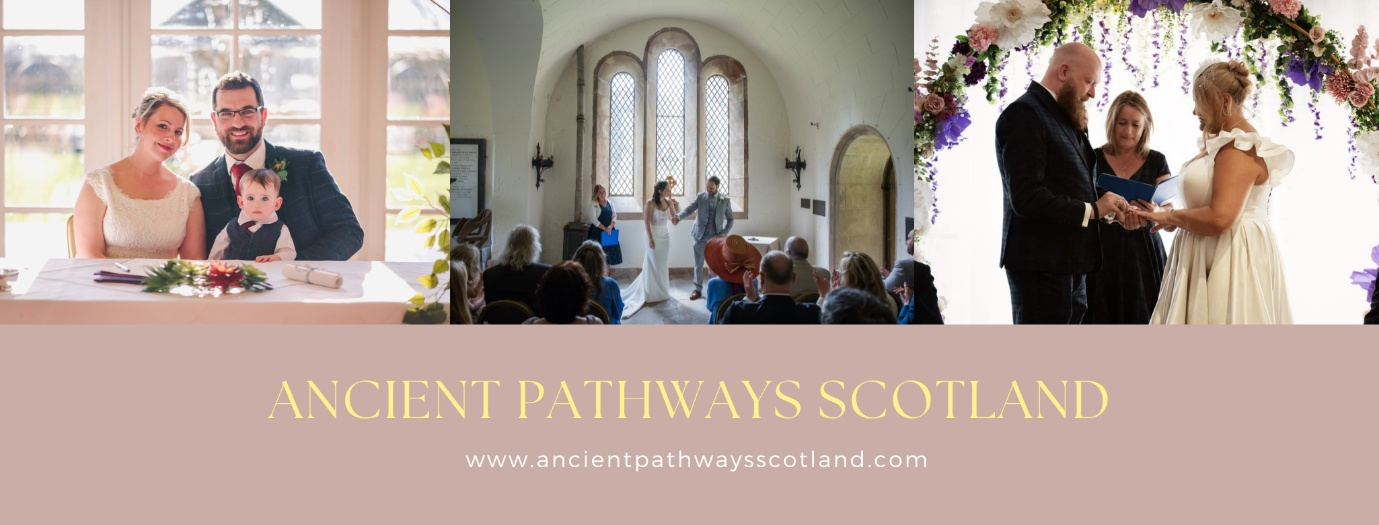 ANCIENT PATHWAYS SCOTLAND
www.ancientpathwaysscotland.com